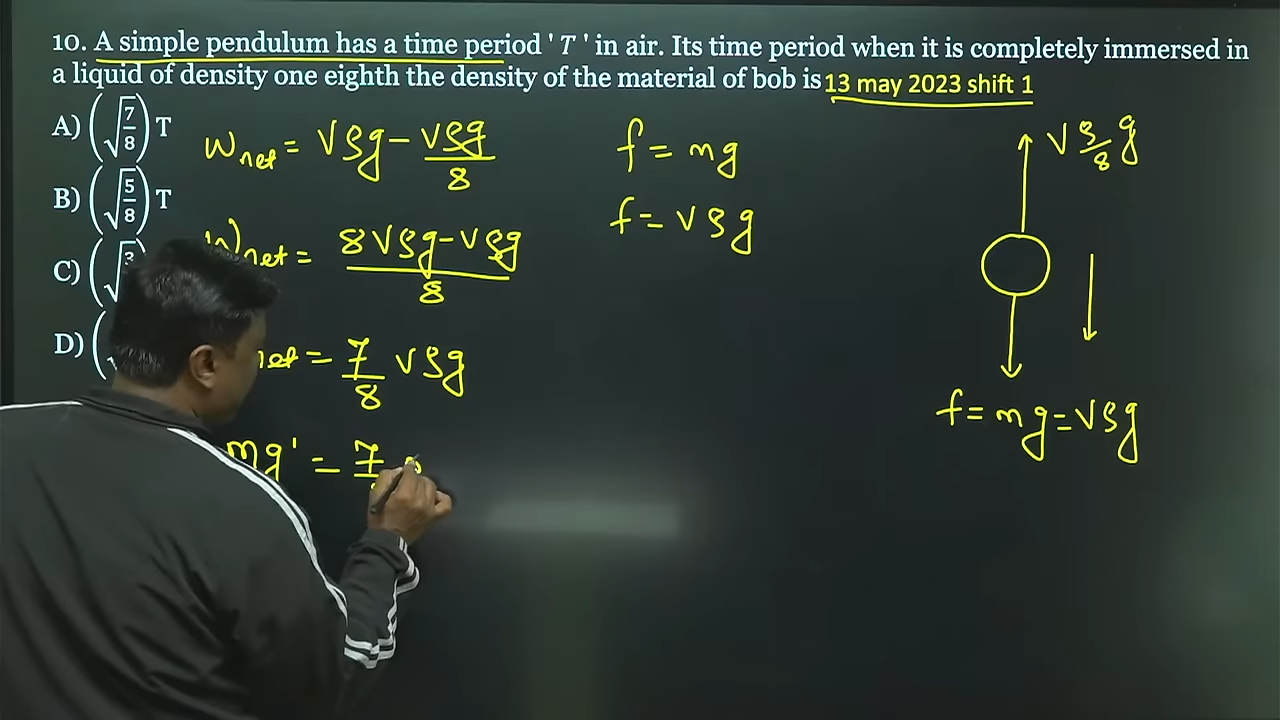 10. A simple pendulum has a time period ' T ' in air. Its time period when it is completely immersed in
a liquid of density one eighth the density of the material of bob is 13 may 2023 shift 1
A) (√7/8) T
B) (√5/8) T
C) (√3
D) (
Wnet = Vρg - Vρg/8
Wnet = 8Vρg - Vρg/8
net = 7/8 Vρg
mg' = 7/
f = mg
f = Vρg
V ρ/8 g
f = mg = Vρg